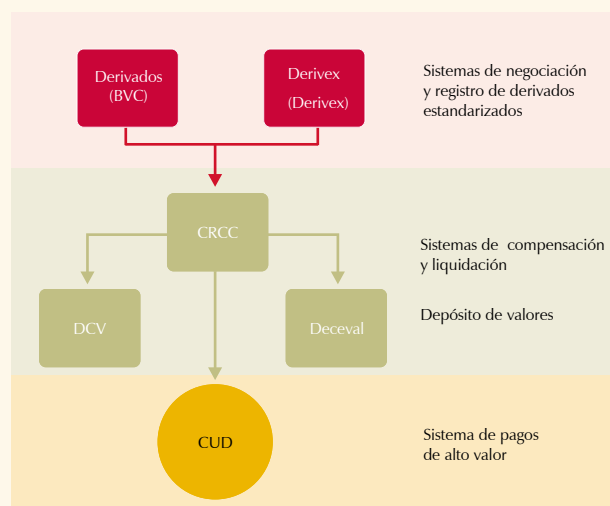 Derivados
(BVC)
Derivex
(Derivex)
Sistemas de negociación
y registro de derivados
estandarizados
CRCC
Sistemas de compensación
y liquidación
DCV
Deceval
Depósito de valores
CUD
Sistema de pagos
de alto valor